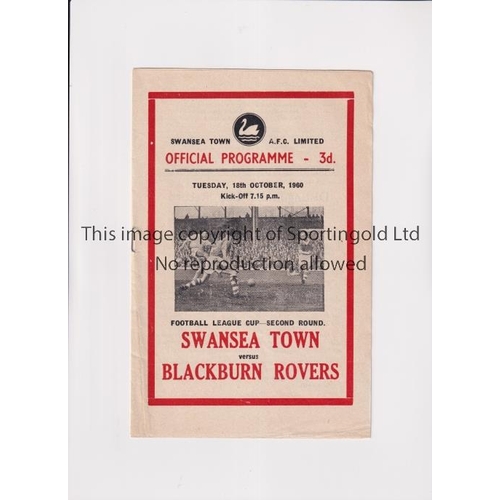 SWANSEA TOWN A.F.C. LIMITED
OFFICIAL PROGRAMME - 3d.
TUESDAY, 18th OCTOBER, 1960
Kick-Off 7.15 p.m.
This image copyright of Sportingold Ltd
No reproduction allowed
FOOTBALL LEAGUE CUP—SECOND ROUND.
SWANSEA TOWN
versus
BLACKBURN ROVERS